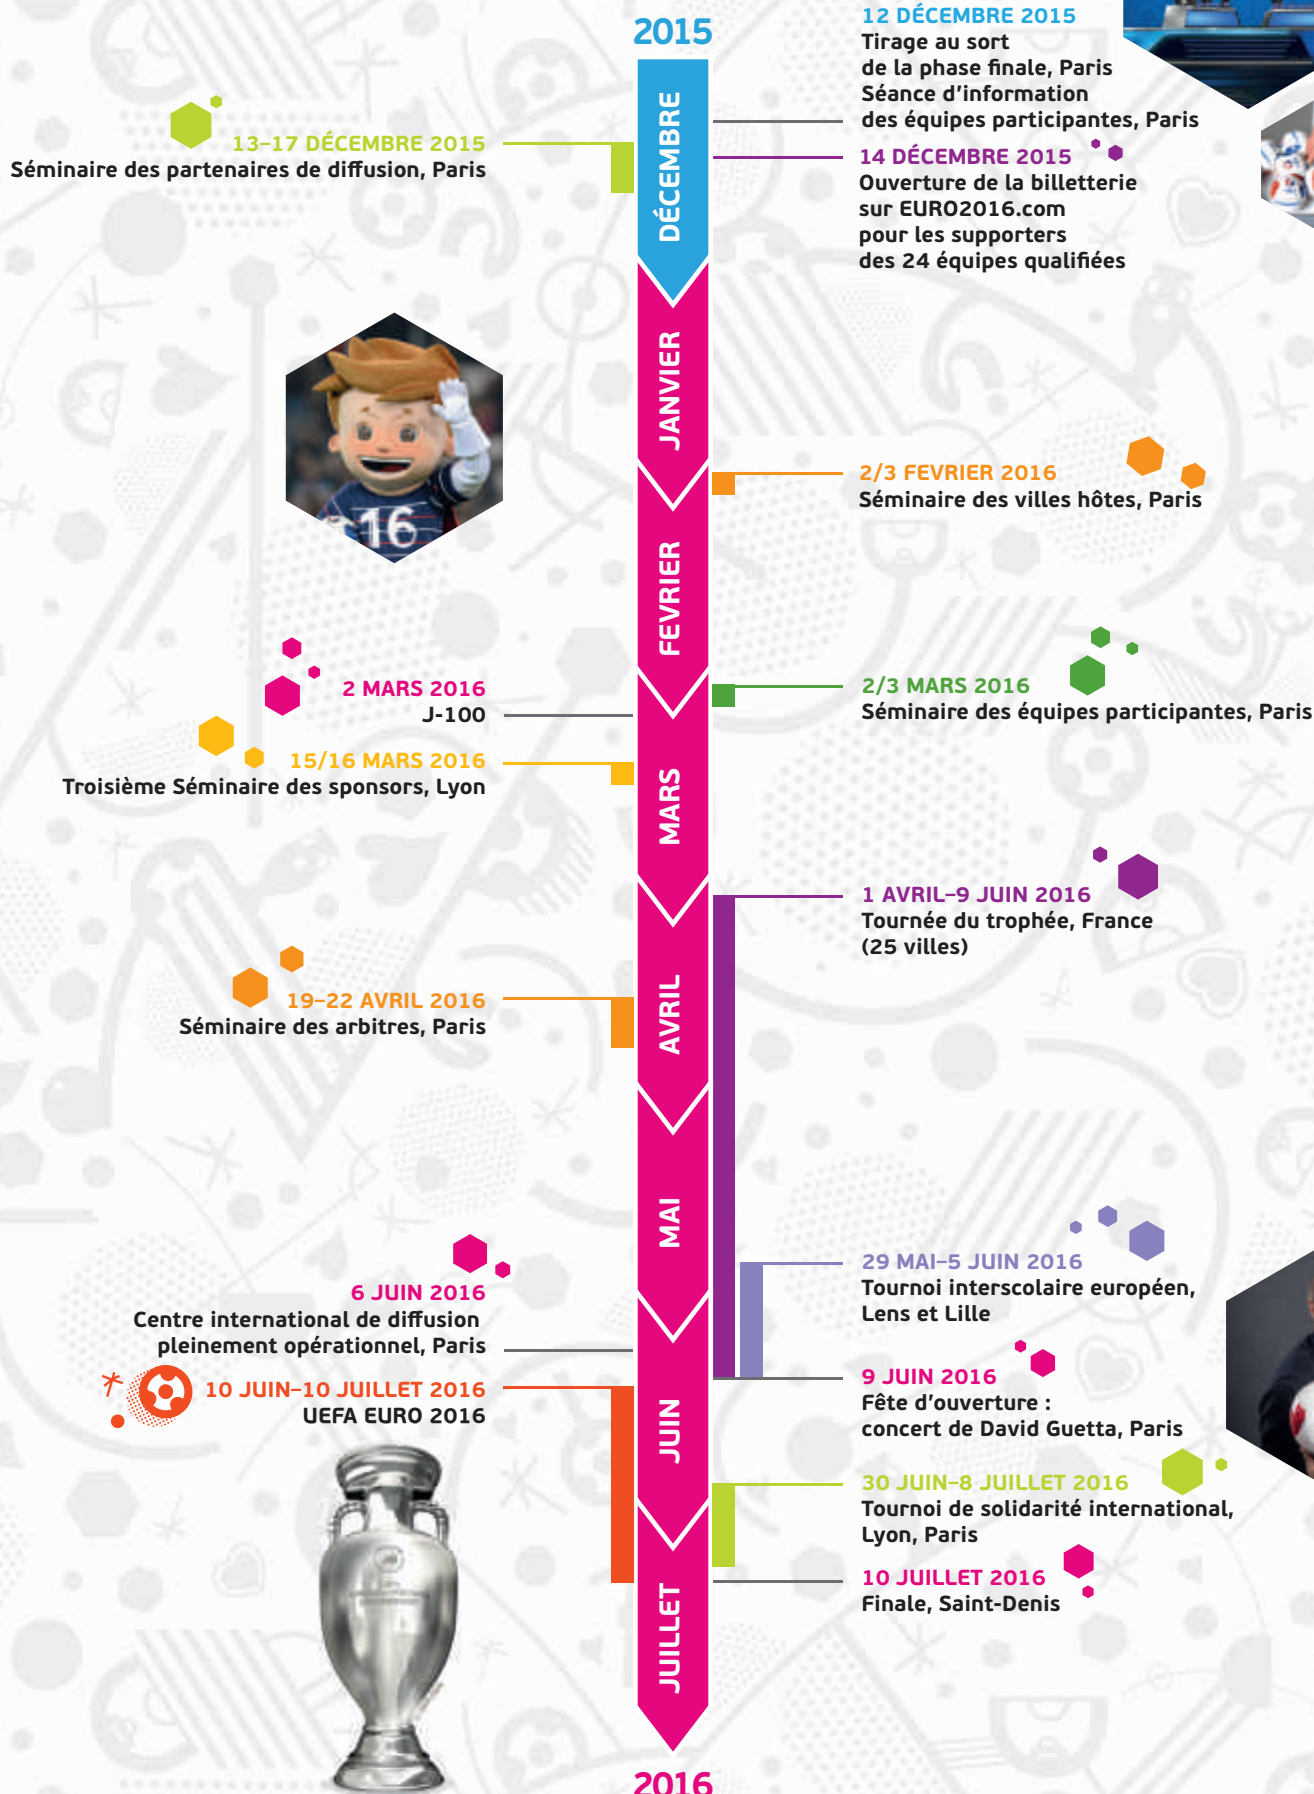 2015
12 DÉCEMBRE 2015
Tirage au sort
de la phase finale, Paris
Séance d'information
des équipes participantes, Paris
13–17 DÉCEMBRE 2015
Séminaire des partenaires de diffusion, Paris
14 DÉCEMBRE 2015
Ouverture de la billetterie
sur EURO2016.com
pour les supporters
des 24 équipes qualifiées
DÉCEMBRE
JANVIER
16
2/3 FEVRIER 2016
Séminaire des villes hôtes, Paris
FEVRIER
2 MARS 2016
J-100
2/3 MARS 2016
Séminaire des équipes participantes, Paris
15/16 MARS 2016
Troisième Séminaire des sponsors, Lyon
MARS
1 AVRIL–9 JUIN 2016
Tournée du trophée, France
(25 villes)
19–22 AVRIL 2016
Séminaire des arbitres, Paris
AVRIL
MAI
29 MAI–5 JUIN 2016
Tournoi interscolaire européen,
Lens et Lille
6 JUIN 2016
Centre international de diffusion
pleinement opérationnel, Paris
9 JUIN 2016
Fête d'ouverture :
concert de David Guetta, Paris
10 JUIN–10 JUILLET 2016
UEFA EURO 2016
JUIN
30 JUIN–8 JUILLET 2016
Tournoi de solidarité international,
Lyon, Paris
10 JUILLET 2016
Finale, Saint-Denis
JUILLET
2016